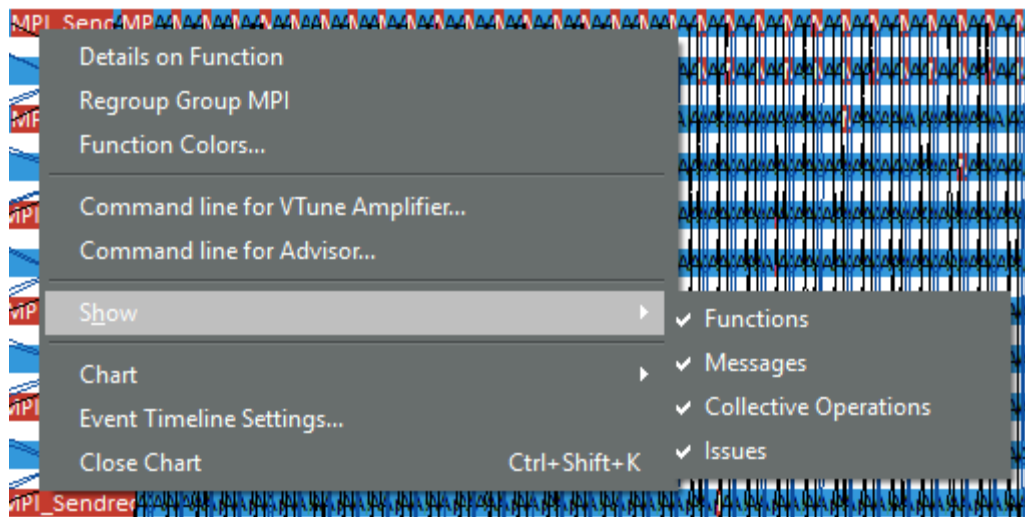 MPI_Send MPI
Details on Function
Regroup Group MPI
Function Colors...
Command line for VTune Amplifier...
Command line for Advisor...
Show
Functions
Messages
Collective Operations
Issues
Chart
Event Timeline Settings...
Close Chart Ctrl+Shift+K
MPI_Sendrec